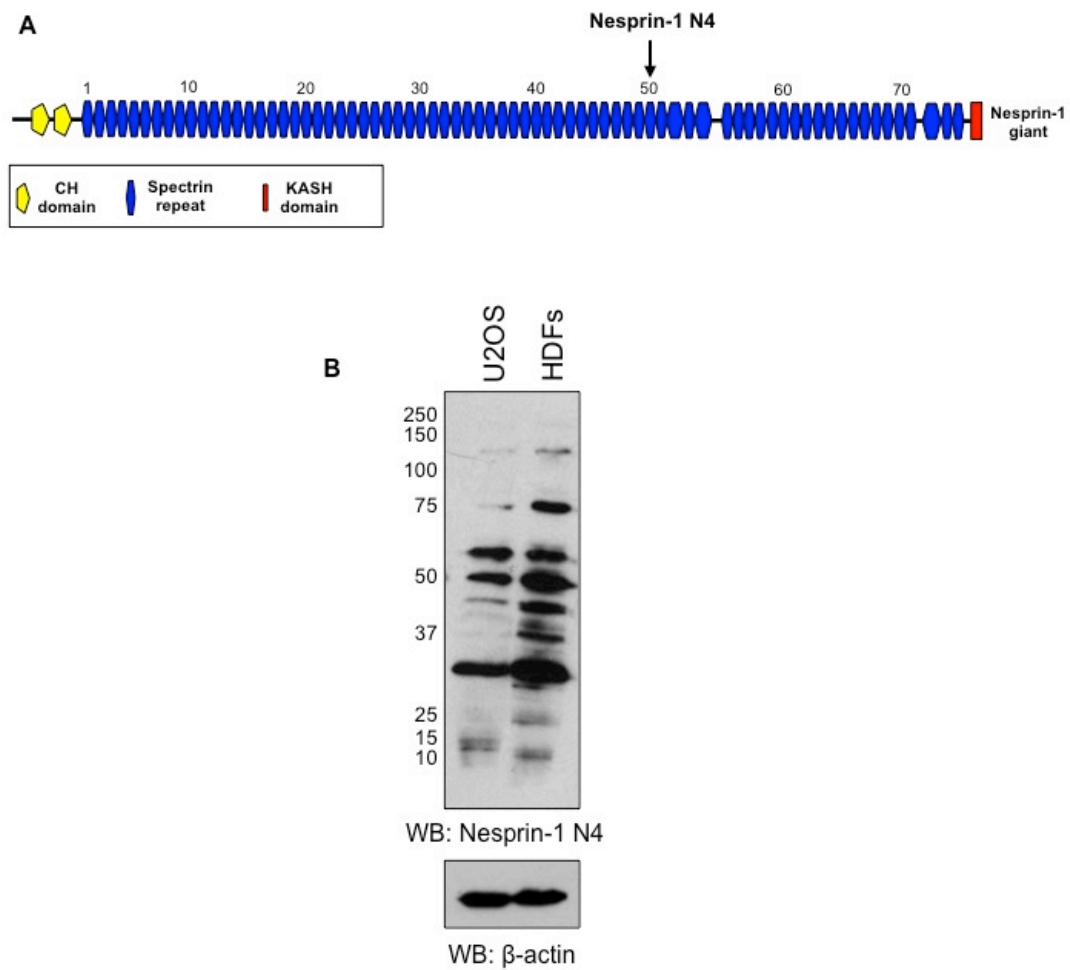 A
Nesprin-1 N4
1 10 20 30 40 50 60 70
Nesprin-1
giant
CH
domain
Spectrin
repeat
KASH
domain
B
U2OS
HDFs
250
150
100
75
50
37
25
15
10
WB: Nesprin-1 N4
WB: β-actin